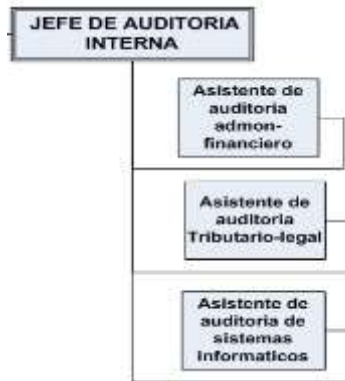 JEFE DE AUDITORIA
INTERNA
Asistente de
auditoria
admon-
financiero
Asistente de
auditoria
Tributario-legal
Asistente de
auditoria de
sistemas
informaticos